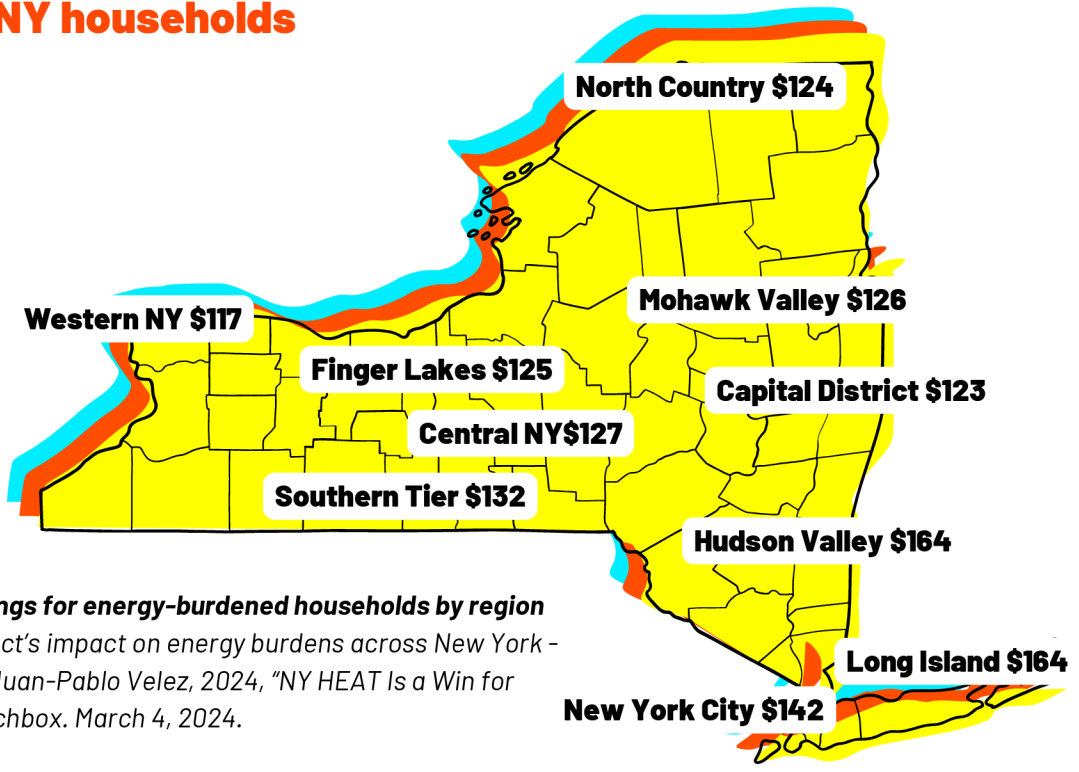 NY households
North Country $124
Mohawk Valley $126
Western NY $117
Finger Lakes $125
Capital District $123
Central NY$127
Southern Tier $132
Hudson Valley $164
ngs for energy-burdened households by region
ct's impact on energy burdens across New York -
Juan-Pablo Velez, 2024, “NY HEAT Is a Win for
chbox. March 4, 2024.
Long Island $164
New York City $142